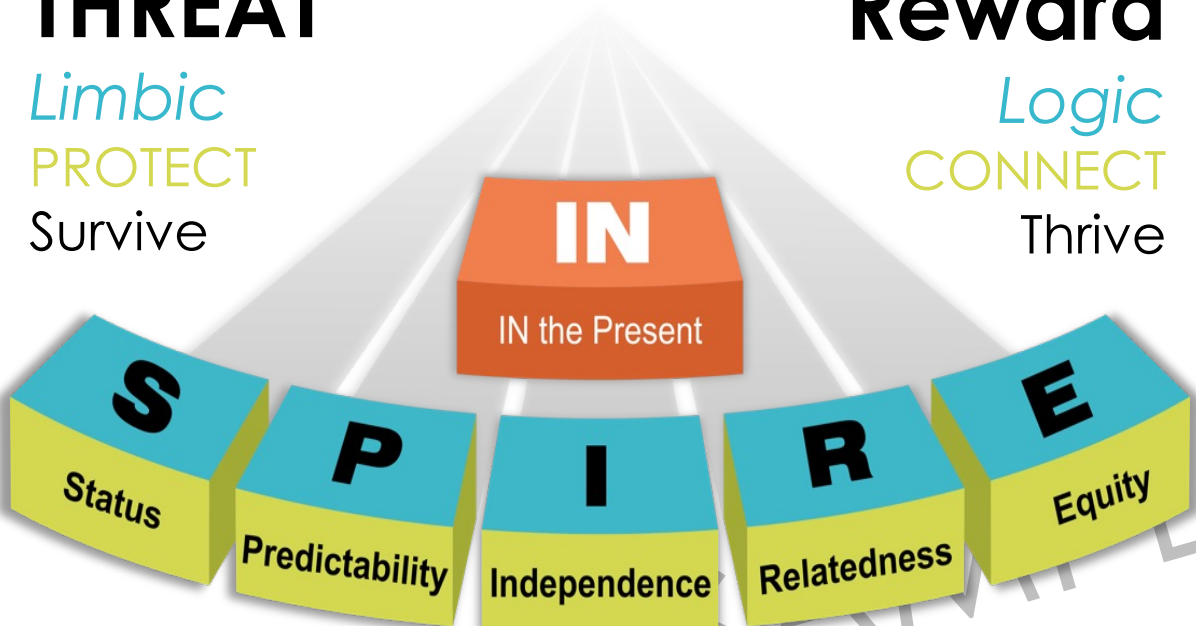 THREAT
Limbic
PROTECT
Survive
Reward
Logic
CONNECT
Thrive
IN
IN the Present
S
Status
P
Predictability
I
Independence
R
Relatedness
E
Equity